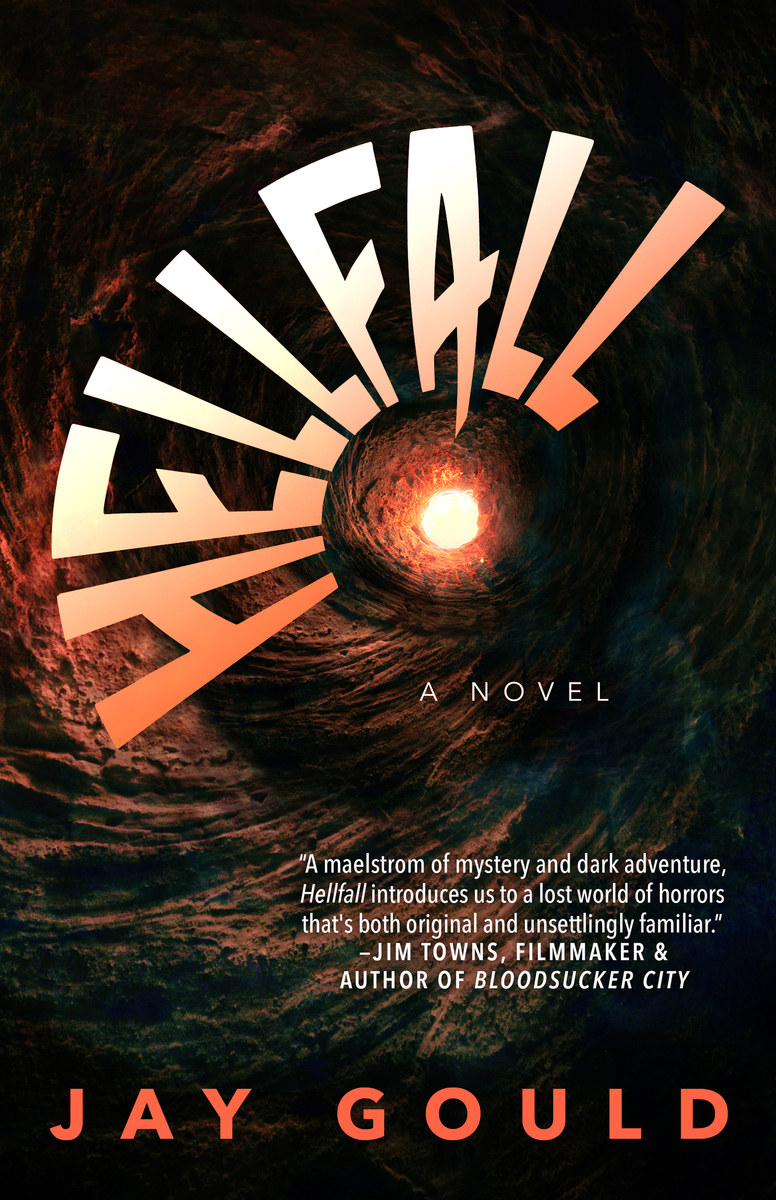 HELLFALL
A NOVEL
“A maelstrom of mystery and dark adventure,
Hellfall introduces us to a lost world of horrors
that's both original and unsettlingly familiar.”
–JIM TOWNS, FILMMAKER &
AUTHOR OF BLOODSUCKER CITY
JAY GOULD